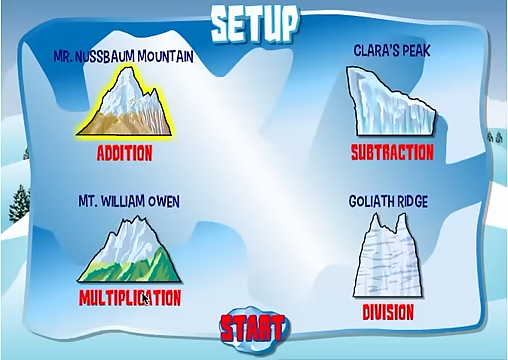 SETUP
MR. NUSSBAUM MOUNTAIN
CLARA'S PEAK
ADDITION
SUBTRACTION
MT. WILLIAM OWEN
GOLIATH RIDGE
MULTIPLICATION
DIVISION
START